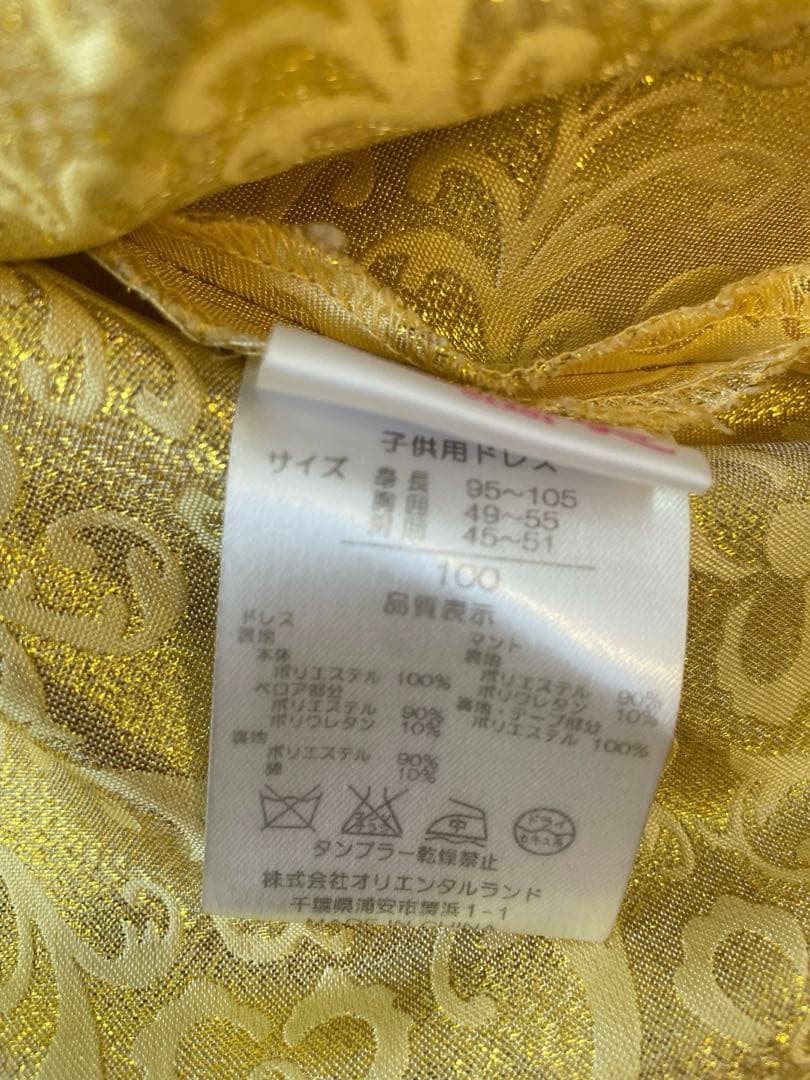 子供用ドレス
サイズ 身長 95~105
胸囲 49~55
胴囲 45~51
100
品質表示
ドレス
表地
本体
ポリエステル 100%
ベロア部分
ポリエステル 90%
ポリウレタン 10%
裏地
ポリエステル 90%
綿 10%
マント
表地
ポリエステル 90%
ポリウレタン 10%
裏地・テープ部分
ポリエステル 100%
中
ドライ
セキユ系
タンブラー乾燥禁止
株式会社オリエンタルランド
千葉県浦安市舞浜1-1
MADE IN CHINA